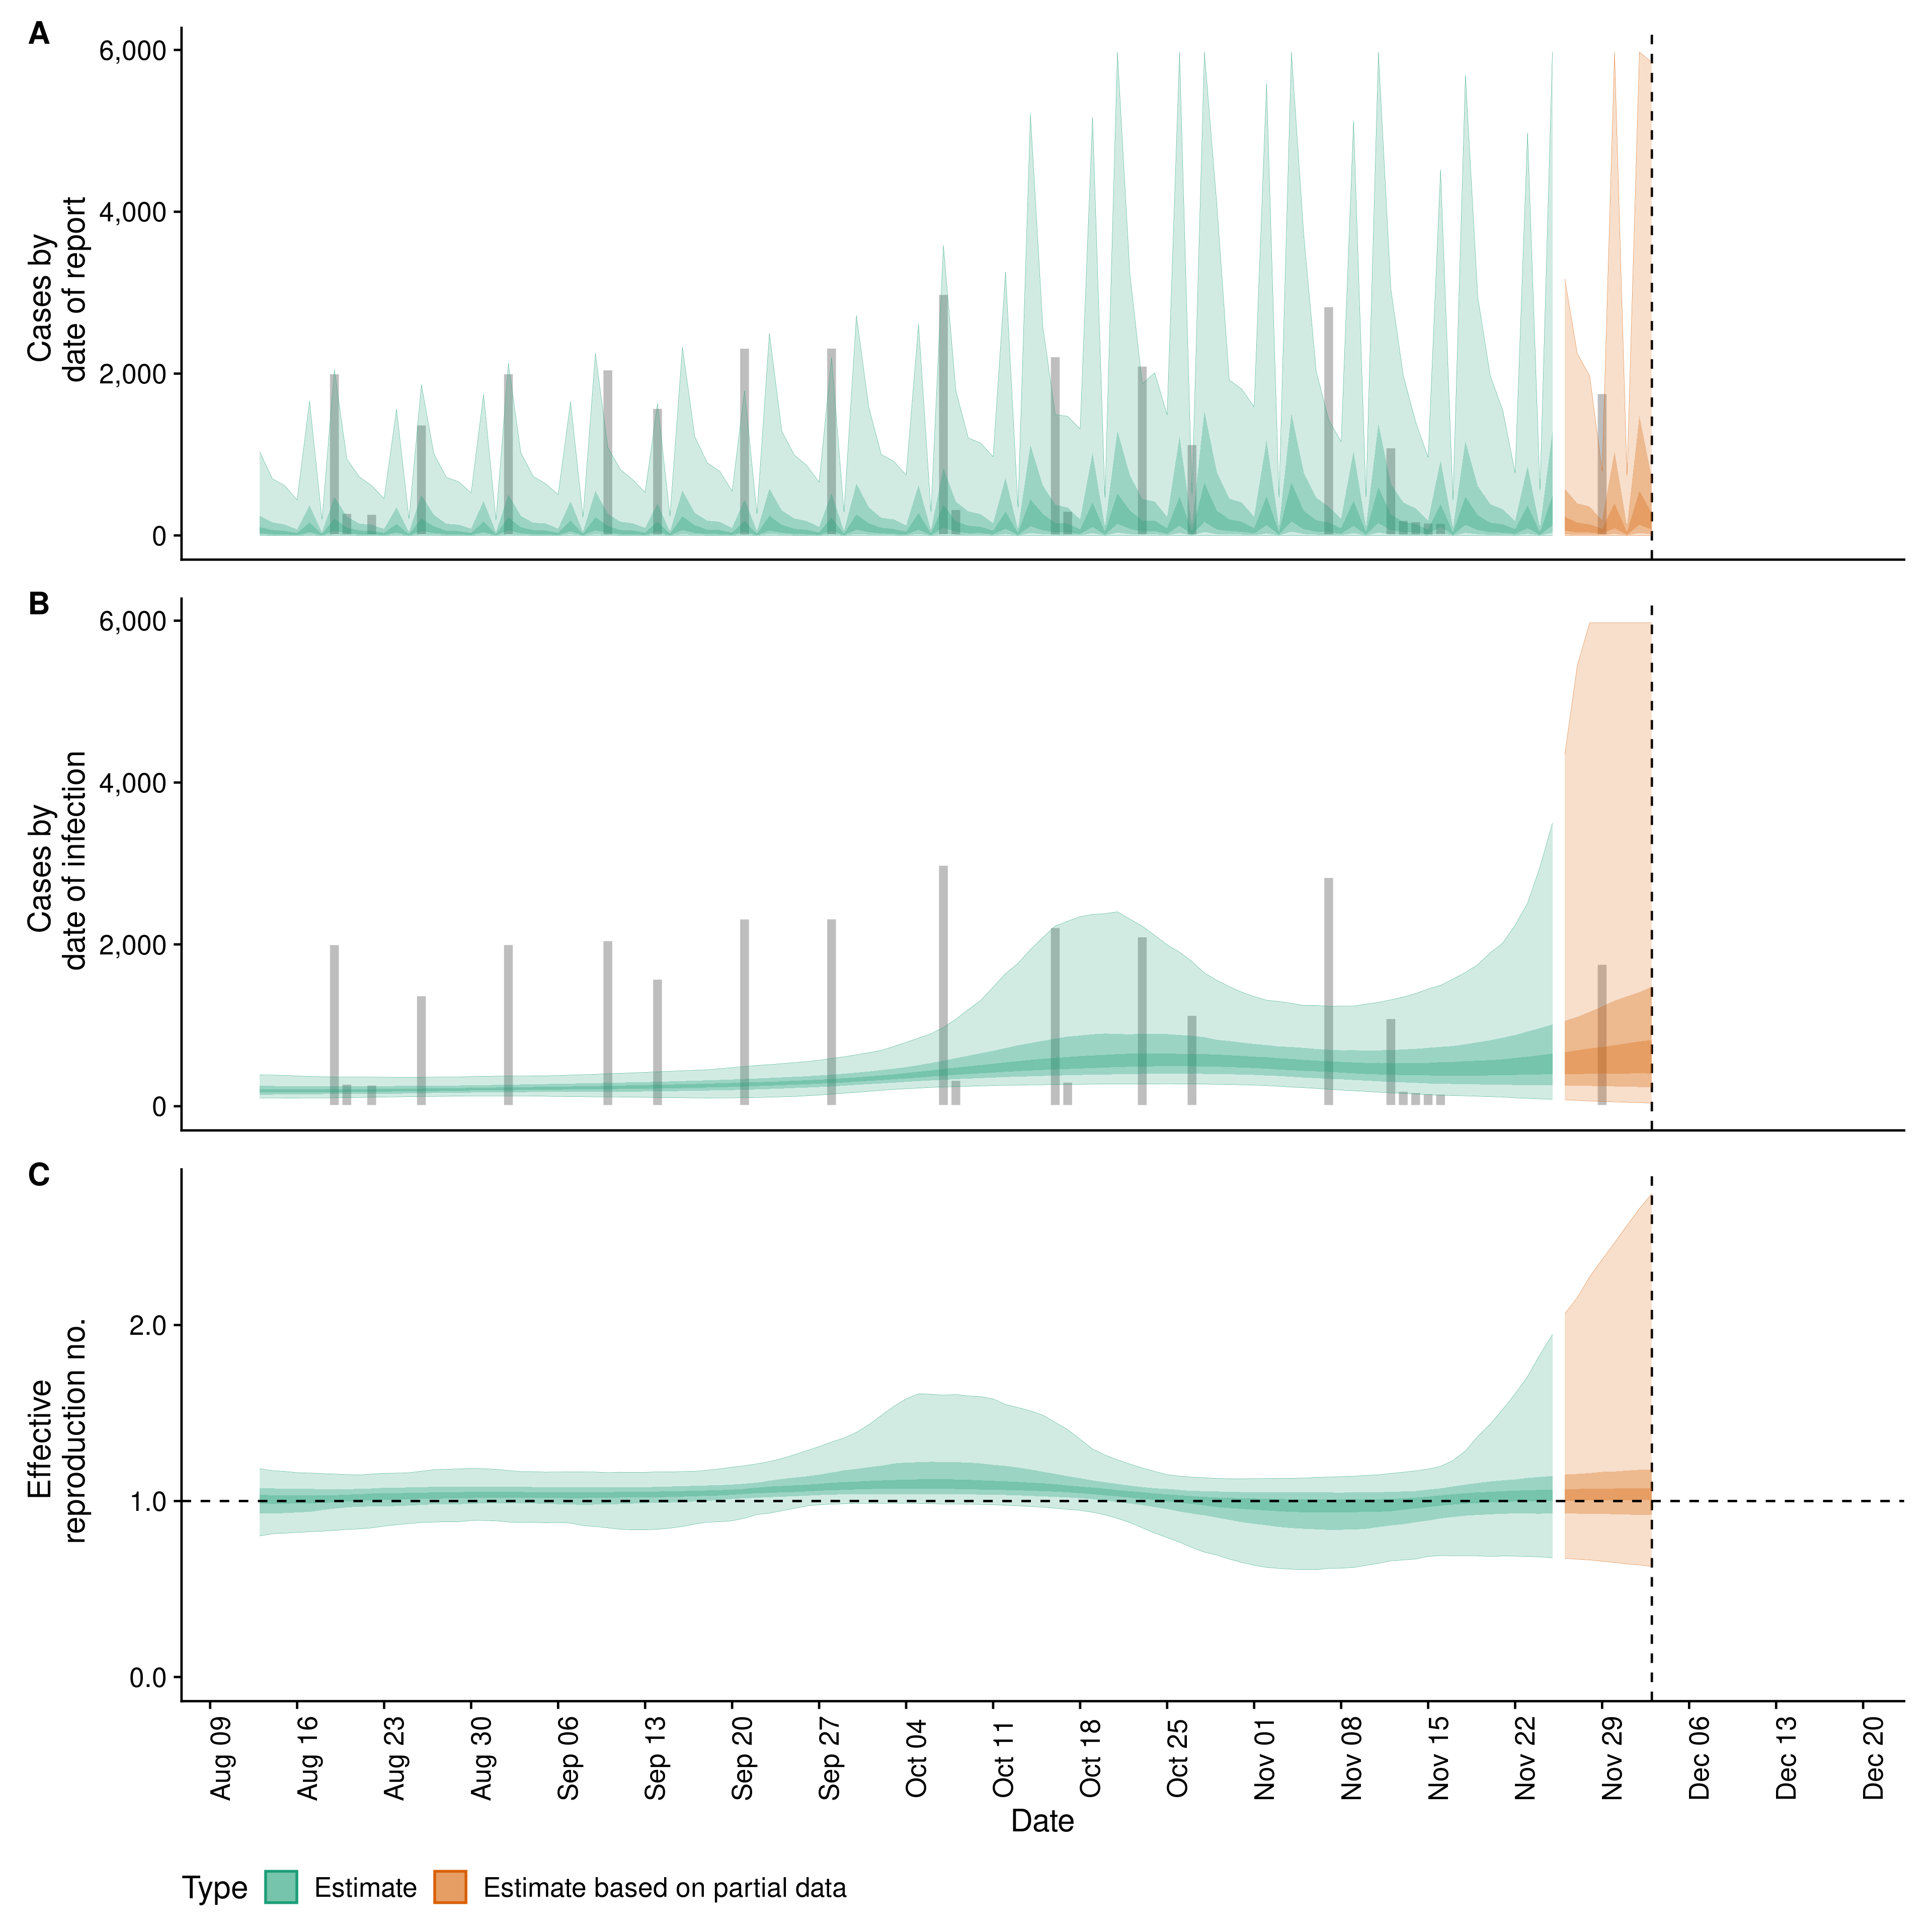 A
6,000
4,000
2,000
0
Cases by
date of report
B
6,000
4,000
2,000
0
Cases by
date of infection
C
2.0
1.0
0.0
Effective
reproduction no.
Aug 09
Aug 16
Aug 23
Aug 30
Sep 06
Sep 13
Sep 20
Sep 27
Oct 04
Oct 11
Oct 18
Oct 25
Nov 01
Nov 08
Nov 15
Nov 22
Nov 29
Dec 06
Dec 13
Dec 20
Date
Type Estimate Estimate based on partial data